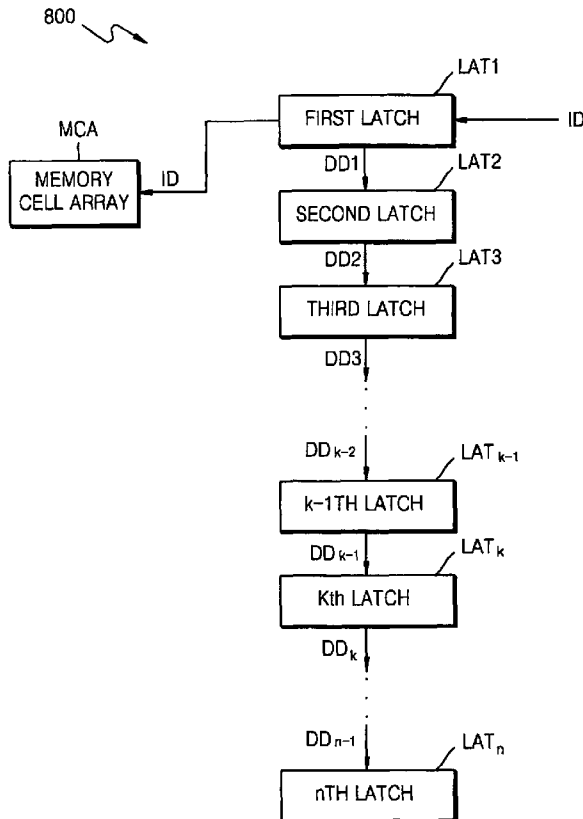 800
LAT1
FIRST LATCH
ID
MCA
MEMORY
CELL ARRAY
ID
DD1
LAT2
SECOND LATCH
DD2
LAT3
THIRD LATCH
DD3
DDk-2
LATk-1
k-1TH LATCH
DDk-1
LATk
Kth LATCH
DDk
DDn-1
LATn
nTH LATCH